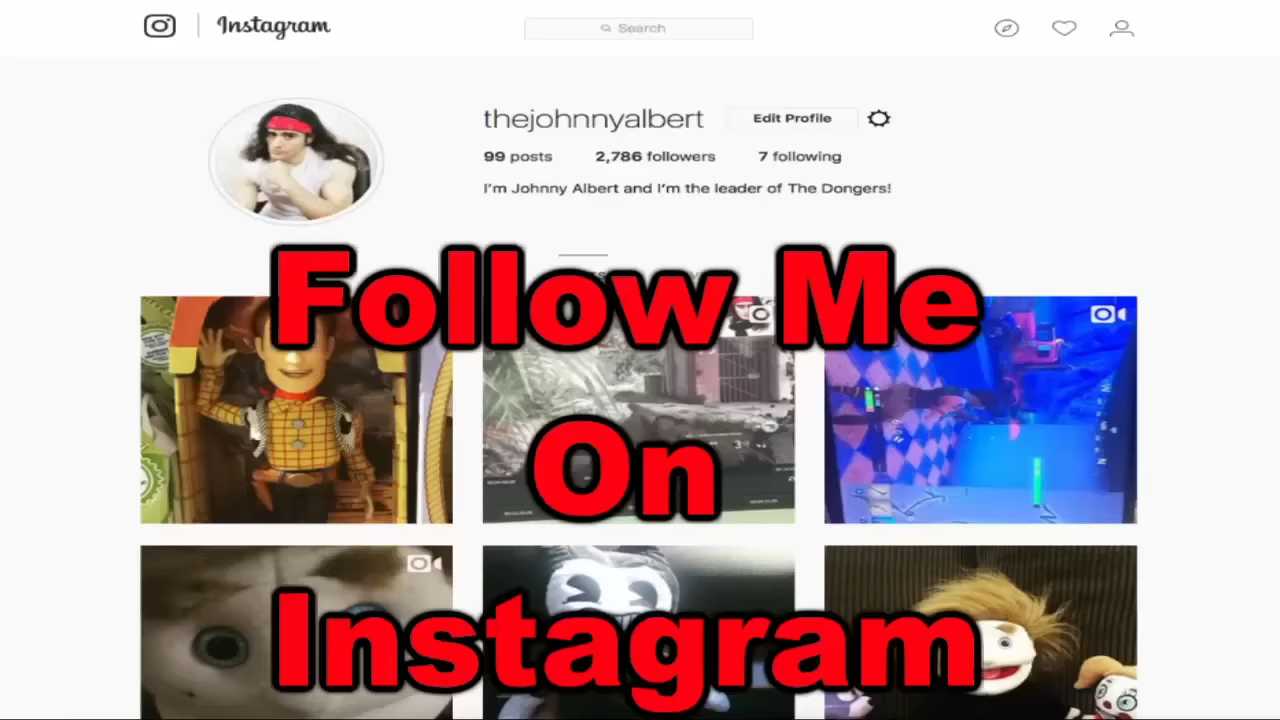 Instagram
Search
thejohnnyalbert Edit Profile
99 posts 2,786 followers 7 following
I'm Johnny Albert and I'm the leader of The Dongers!
Follow Me
On
Instagram